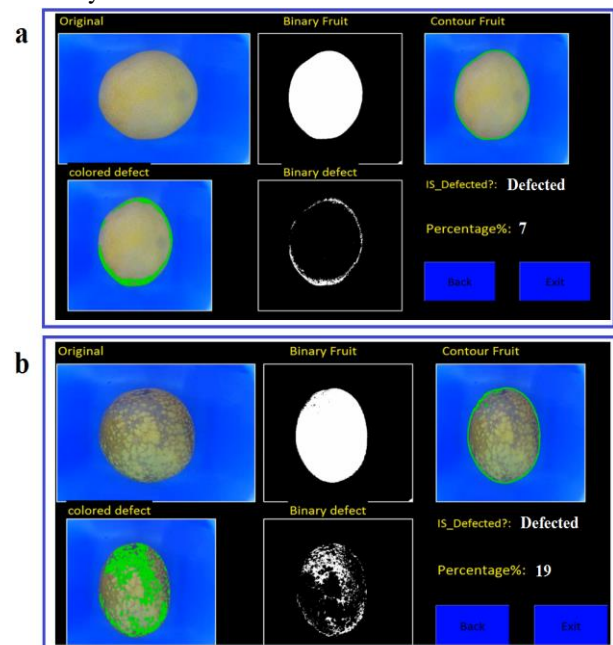 a
Original
Binary Fruit
Contour Fruit
colored defect
Binary defect
IS_Defected?: Defected
Percentage%: 7
Back
Exit
b
Original
Binary Fruit
Contour Fruit
colored defect
Binary defect
IS_Defected?: Defected
Percentage%: 19
Back
Exit